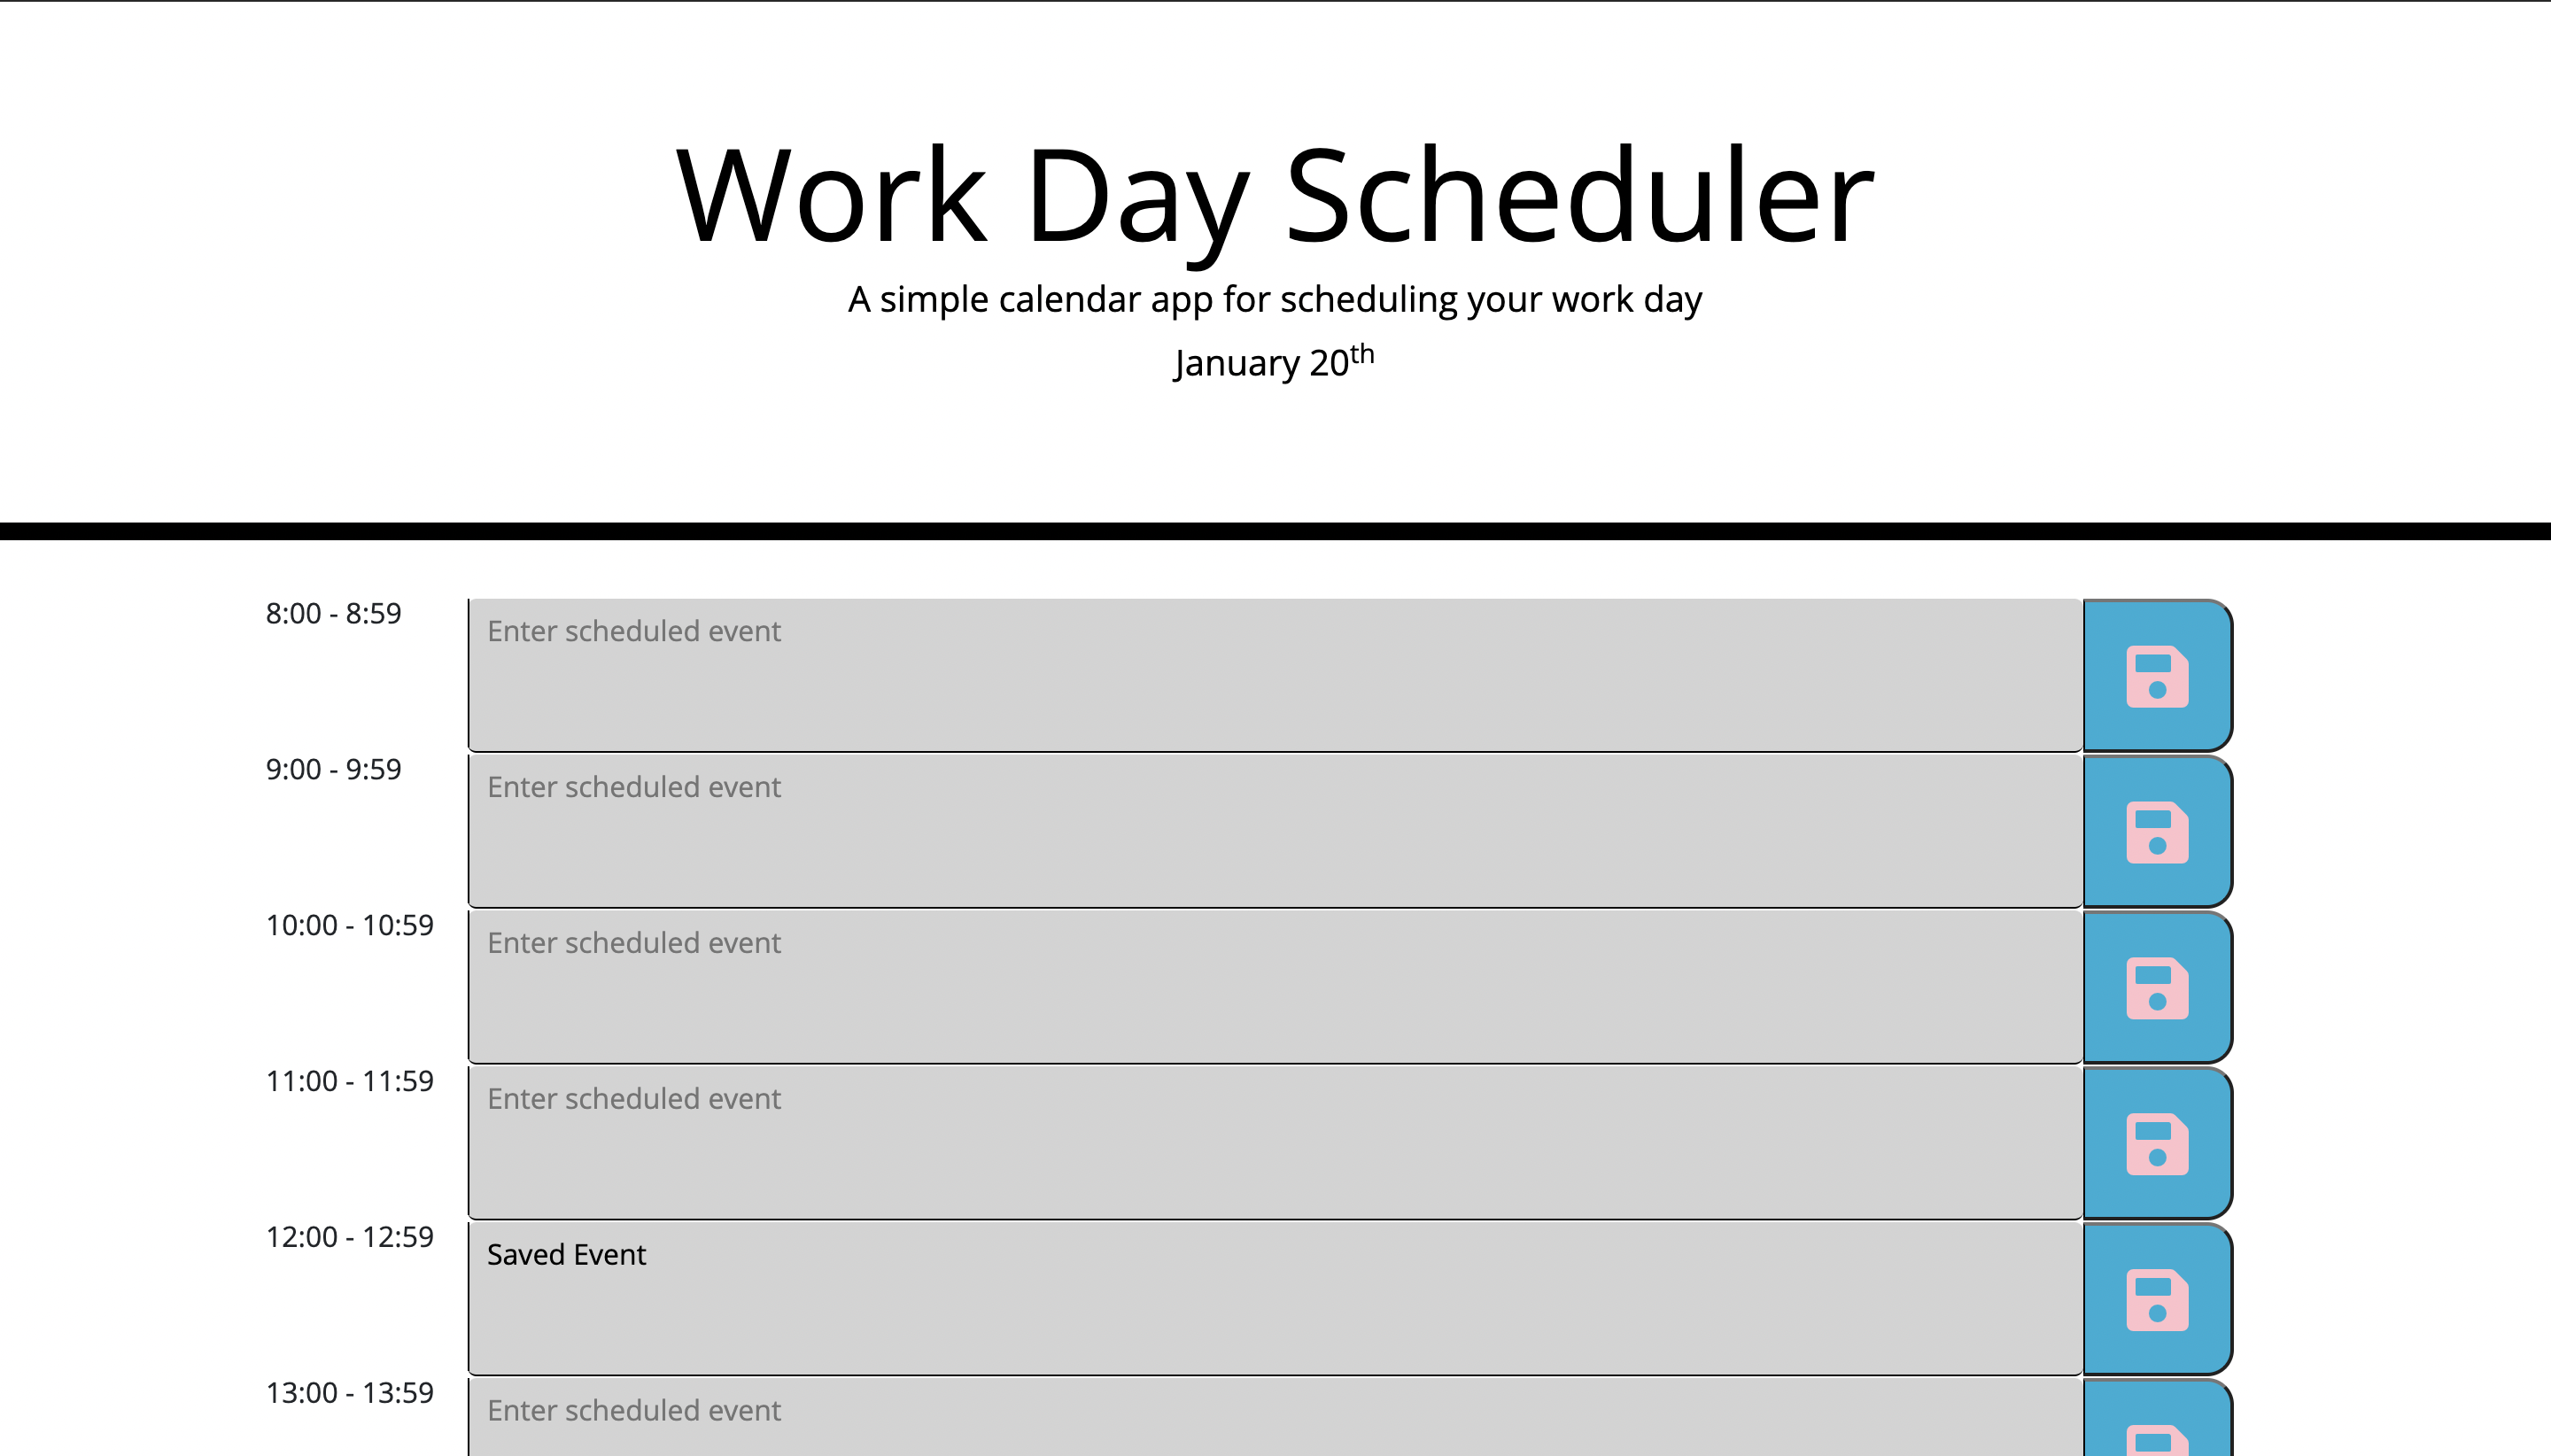 Work Day Scheduler
A simple calendar app for scheduling your work day
January 20th
8:00 - 8:59
Enter scheduled event
9:00 - 9:59
Enter scheduled event
10:00 - 10:59
Enter scheduled event
11:00 - 11:59
Enter scheduled event
12:00 - 12:59
Saved Event
13:00 - 13:59
Enter scheduled event